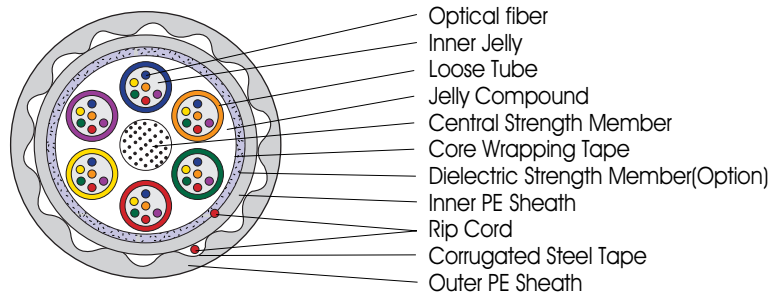 Optical fiber
Inner Jelly
Loose Tube
Jelly Compound
Central Strength Member
Core Wrapping Tape
Dielectric Strength Member(Option)
Inner PE Sheath
Rip Cord
Corrugated Steel Tape
Outer PE Sheath